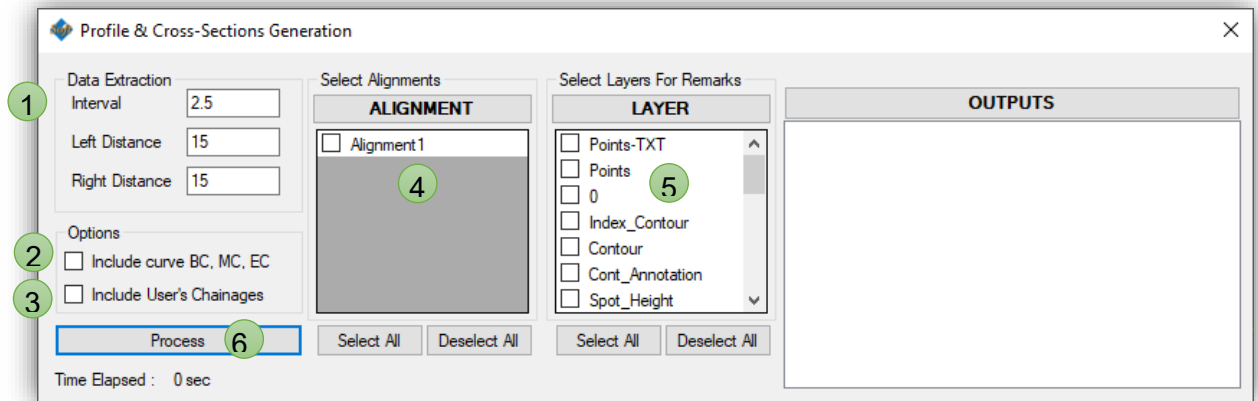 Profile & Cross-Sections Generation
Data Extraction
1
Interval
2.5
Left Distance
15
Right Distance
15
Options
2
Include curve BC, MC, EC
3
Include User's Chainages
Process
6
Time Elapsed : 0 sec
Select Alignments
ALIGNMENT
Alignment1
4
Select All
Deselect All
Select Layers For Remarks
LAYER
Points-TXT
Points
5
0
Index_Contour
Contour
Cont_Annotation
Spot_Height
Select All
Deselect All
OUTPUTS